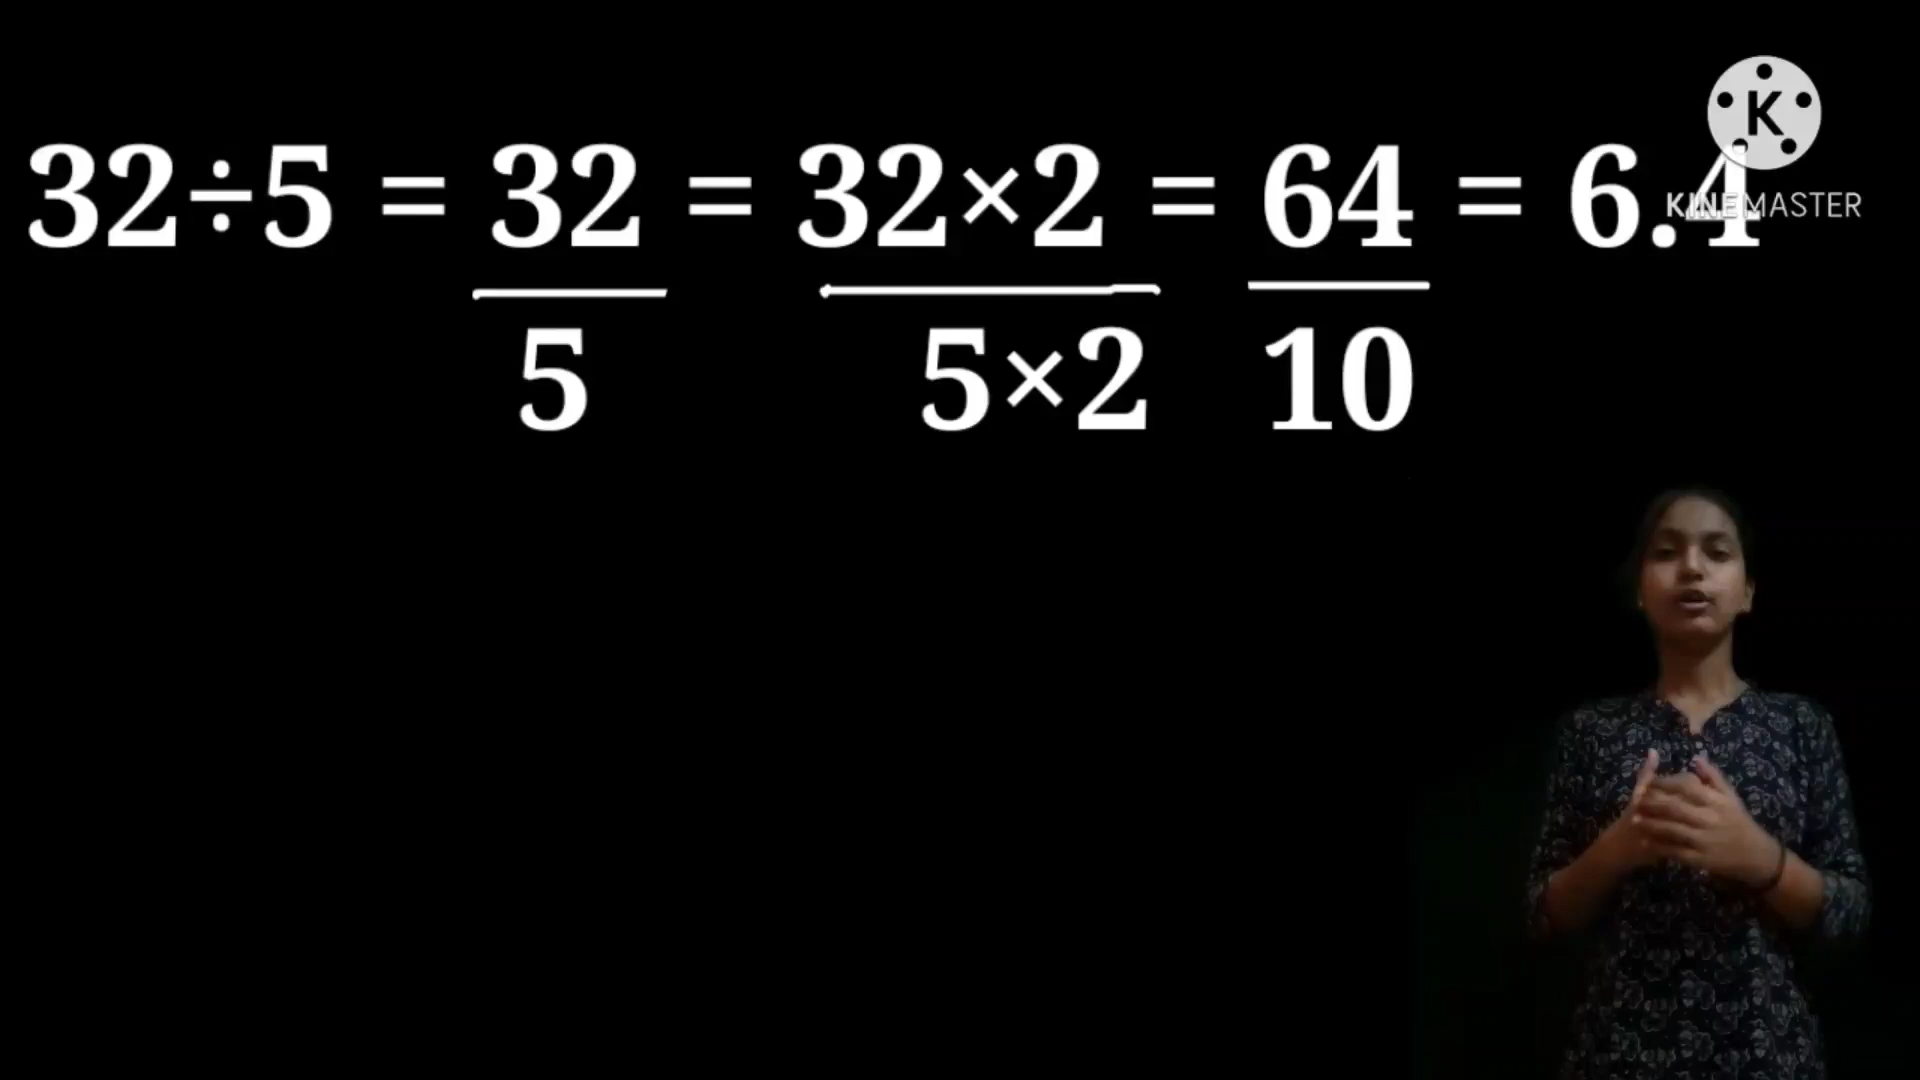 32÷5 = 32 = 32×2 = 64 = 6.4
5 5×2 10
K
KINEMASTER